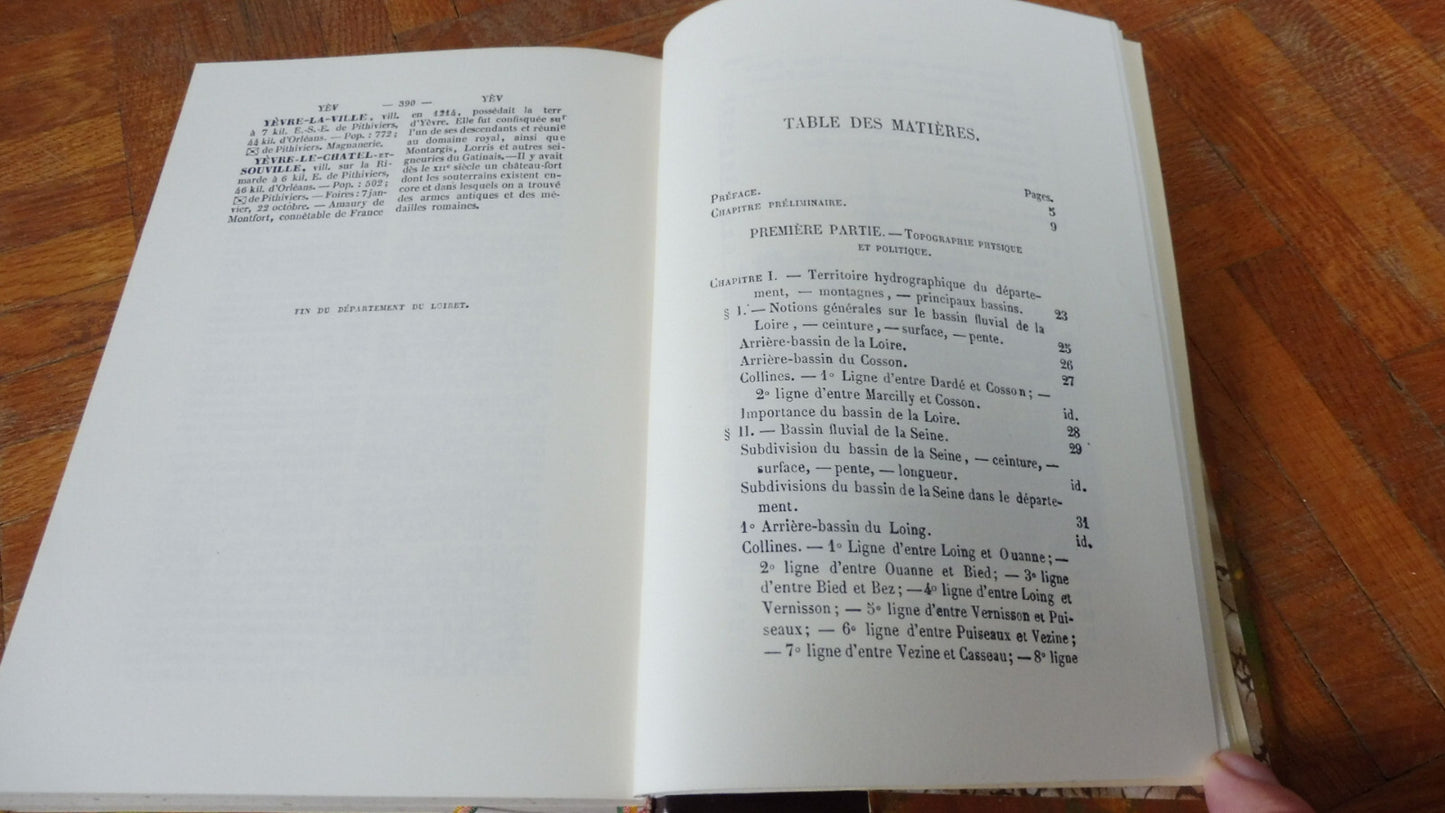 YÈV — 390 — YÈV
YÈVRE-LA-VILLE, vill.
à 7 kil. E.-S.-E. de Pithiviers,
44 kil. d'Orléans. — Pop. : 772;
de Pithiviers. Magnanerie.
YÈVRE-LE-CHATEL-ET-
SOUVILLE, vill. sur la Ri-
marde à 6 kil. E. de Pithiviers,
46 kil. d'Orléans. — Pop. : 502;
de Pithiviers. — Foires : 7 jan-
vier, 22 octobre. — Amaury de
Montfort, connétable de France
en 1214, possédait la terr
d'Yèvre. Elle fut confisquée sur
l'un de ses descendants et réunie
au domaine royal, ainsi que
Montargis, Lorris et autres sei-
gneuries du Gatinais. — Il y avait
dès le XIIe siècle un château-fort
dont les souterrains existent en-
core et dans lesquels on a trouvé
des armes antiques et des mé-
dailles romaines.
FIN DU DÉPARTEMENT DU LOIRET.
TABLE DES MATIÈRES.
Pages.
PRÉFACE. 5
CHAPITRE PRÉLIMINAIRE. 9
PREMIÈRE PARTIE. — TOPOGRAPHIE PHYSIQUE
ET POLITIQUE.
CHAPITRE I. — Territoire hydrographique du départe-
ment, — montagnes, — principaux bassins. 23
§ I. — Notions générales sur le bassin fluvial de la
Loire, — ceinture, — surface, — pente. 25
Arrière-bassin de la Loire. 26
Arrière-bassin du Cosson. 27
Collines. — 1o Ligne d'entre Dardé et Cosson; —
2o ligne d'entre Marcilly et Cosson. id.
Importance du bassin de la Loire. 28
§ II. — Bassin fluvial de la Seine. 29
Subdivision du bassin de la Seine, — ceinture, —
surface, — pente, — longueur. id.
Subdivisions du bassin de la Seine dans le départe-
ment. 31
1o Arrière-bassin du Loing. id.
Collines. — 1o Ligne d'entre Loing et Ouanne; —
2o ligne d'entre Ouanne et Bied; — 3o ligne
d'entre Bied et Bez; — 4o ligne d'entre Loing et
Vernisson; — 5o ligne d'entre Vernisson et Pui-
seaux; — 6o ligne d'entre Puiseaux et Vezine;
— 7o ligne d'entre Vezine et Casseau; — 8o ligne